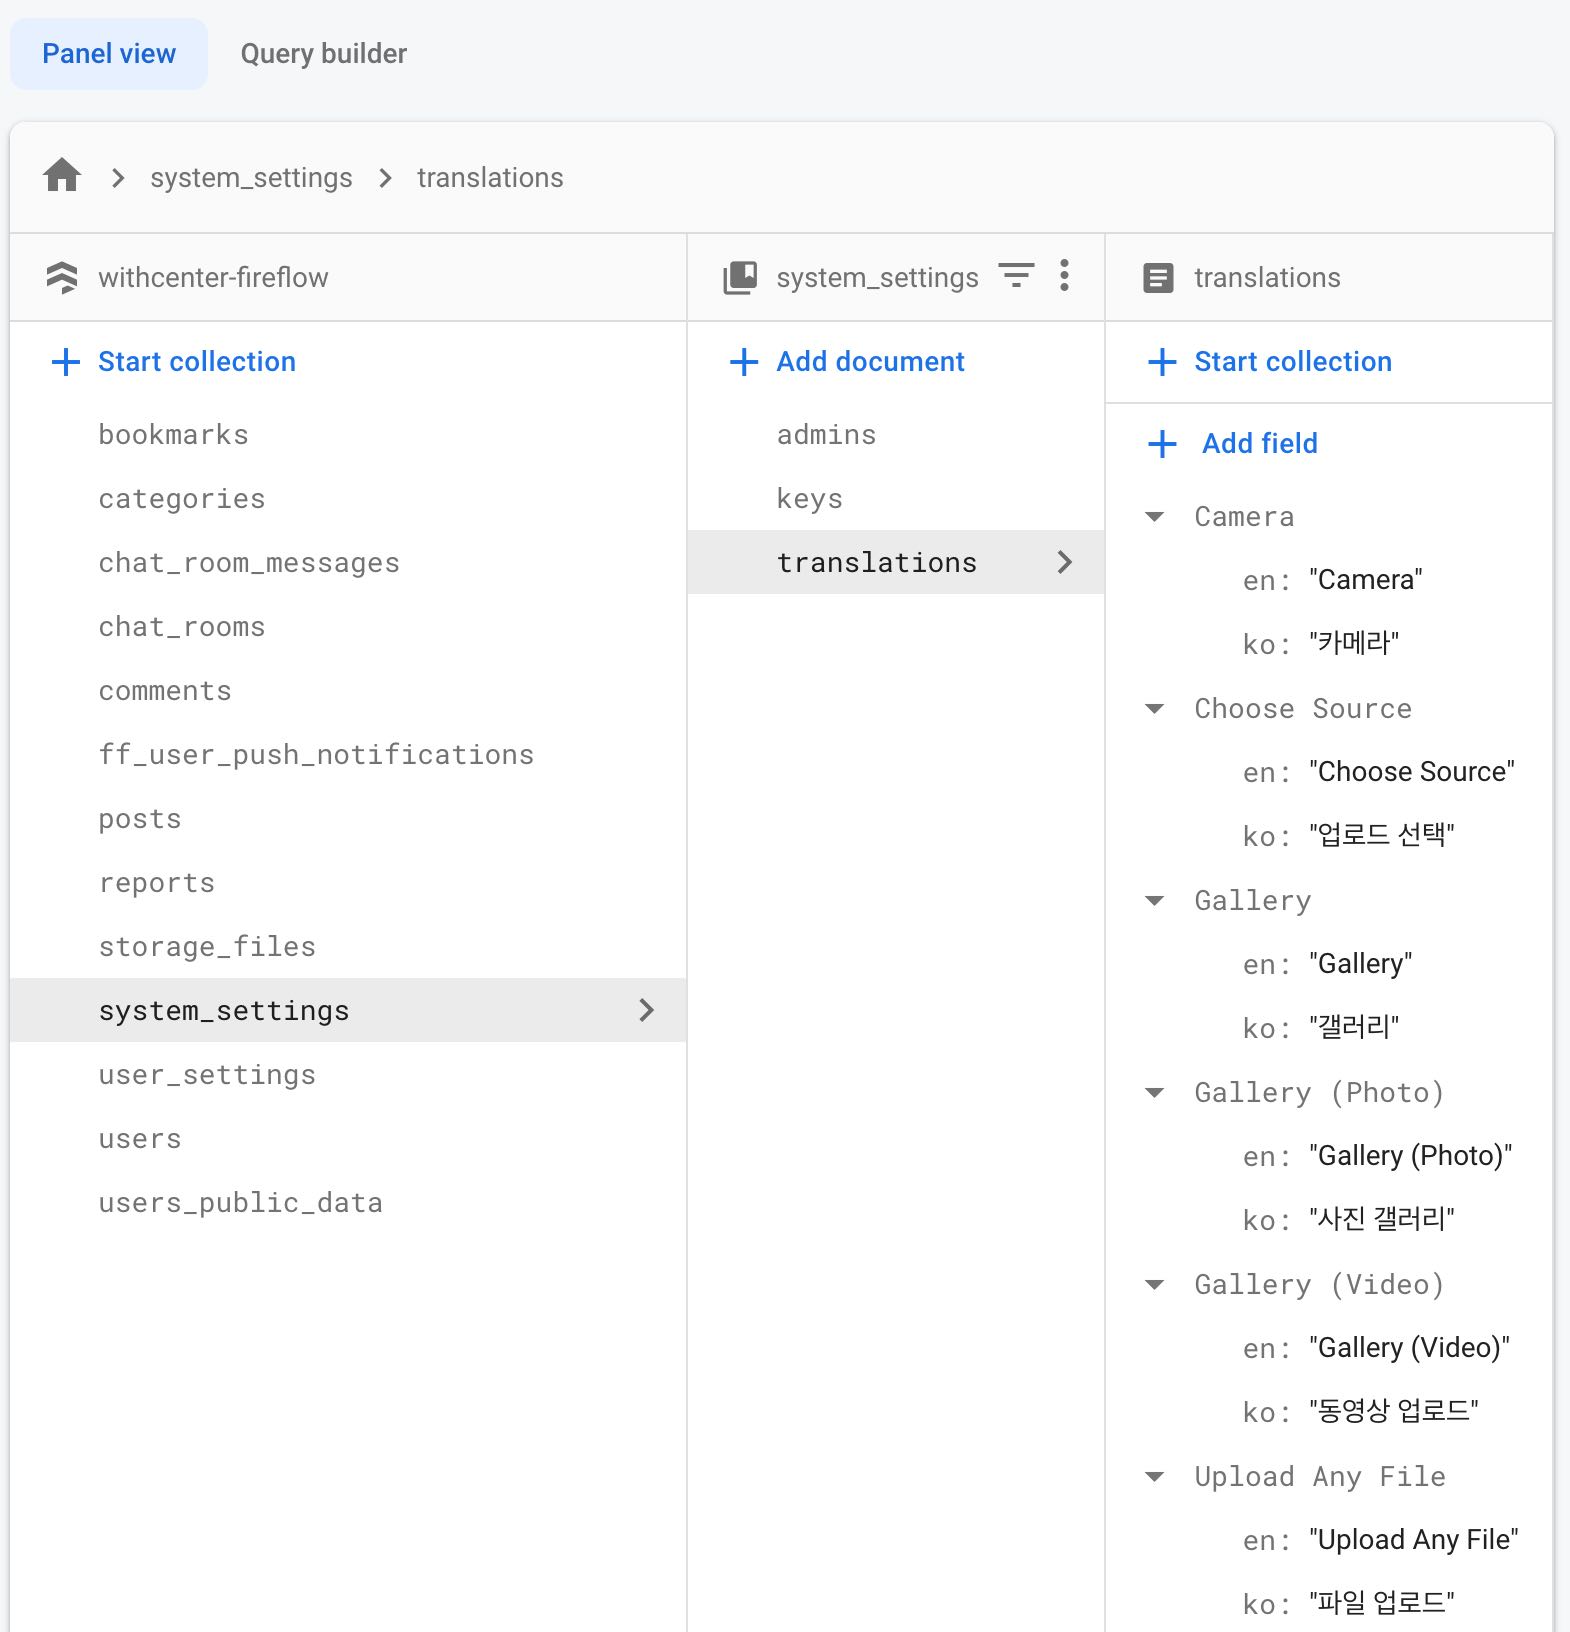 Panel view
Query builder
system_settings
translations
withcenter-fireflow
Start collection
bookmarks
categories
chat_room_messages
chat_rooms
comments
ff_user_push_notifications
posts
reports
storage_files
system_settings
user_settings
users
users_public_data
system_settings
Add document
admins
keys
translations
translations
Start collection
Add field
Camera
en: "Camera"
ko: "카메라"
Choose Source
en: "Choose Source"
ko: "업로드 선택"
Gallery
en: "Gallery"
ko: "갤러리"
Gallery (Photo)
en: "Gallery (Photo)"
ko: "사진 갤러리"
Gallery (Video)
en: "Gallery (Video)"
ko: "동영상 업로드"
Upload Any File
en: "Upload Any File"
ko: "파일 업로드"